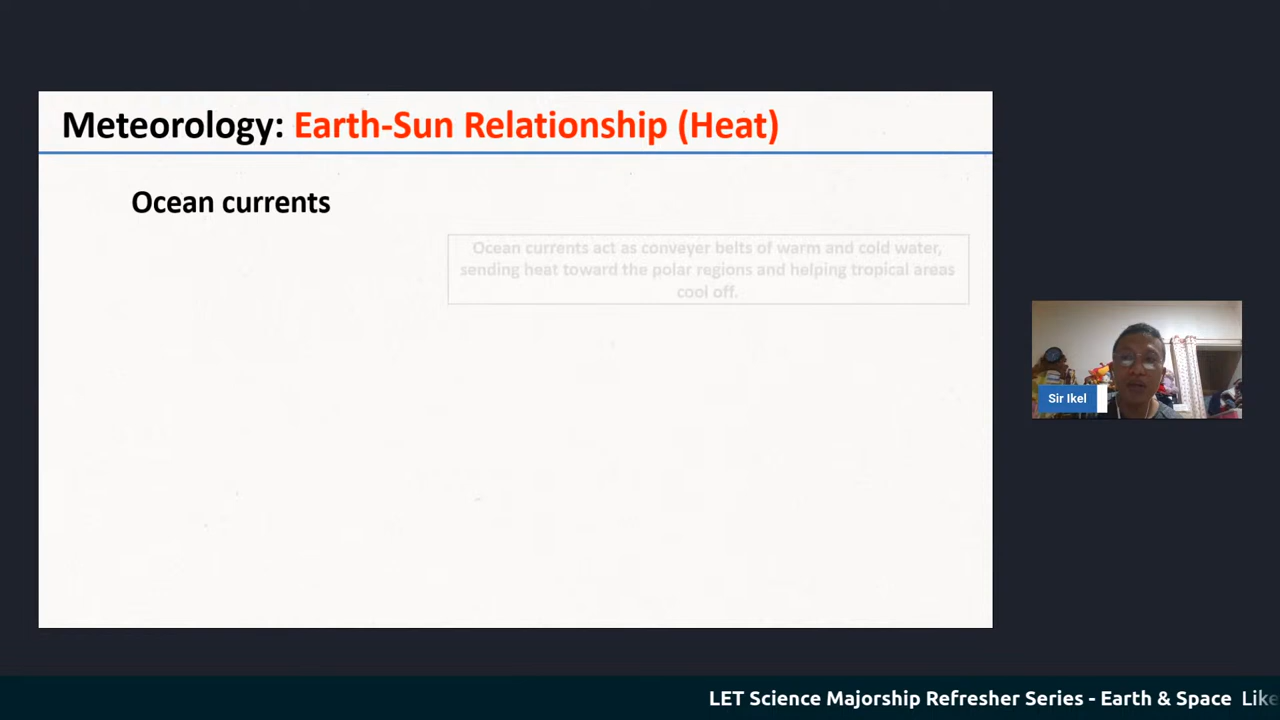 Meteorology: Earth-Sun Relationship (Heat)
Ocean currents
Ocean currents act as conveyer belts of warm and cold water,
sending heat toward the polar regions and helping tropical areas
cool off.
Sir Ikel
LET Science Majorship Refresher Series - Earth & Space Like